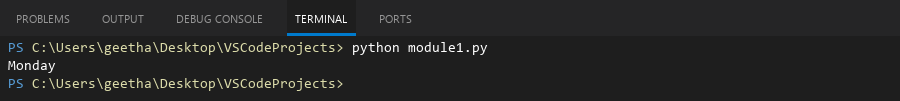 PROBLEMS OUTPUT DEBUG CONSOLE TERMINAL PORTS
PS C:\Users\geetha\Desktop\VSCodeProjects> python module1.py
Monday
PS C:\Users\geetha\Desktop\VSCodeProjects>